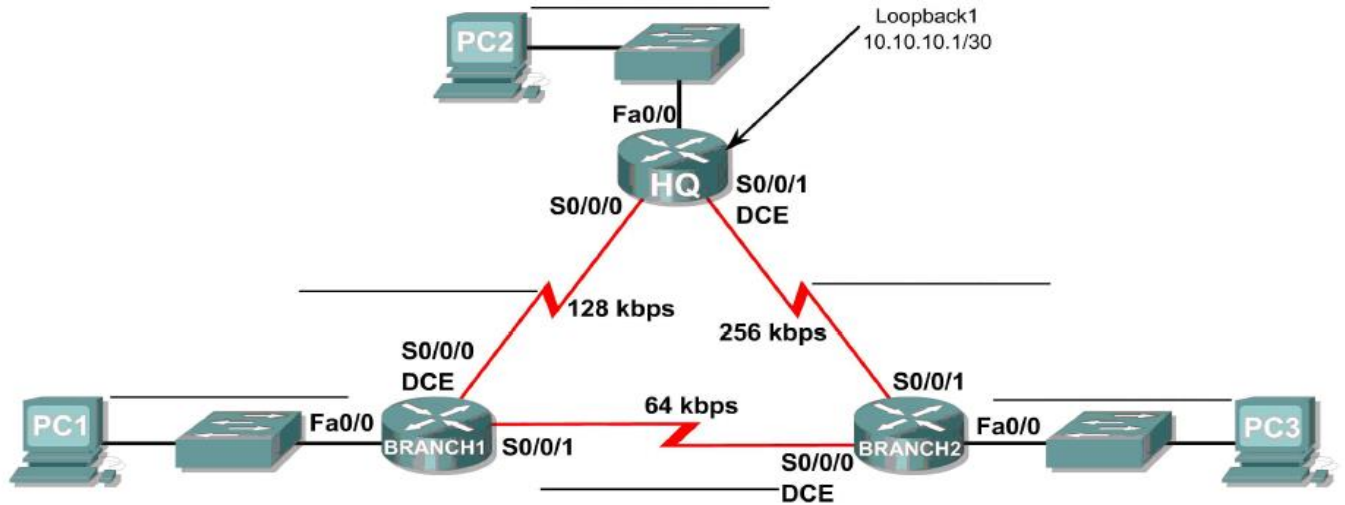 Loopback1
10.10.10.1/30
PC2
Fa0/0
HQ
S0/0/0
S0/0/1
DCE
128 kbps
256 kbps
S0/0/0
DCE
S0/0/1
64 kbps
PC1
Fa0/0
BRANCH1
S0/0/1
BRANCH2
Fa0/0
PC3
S0/0/0
DCE